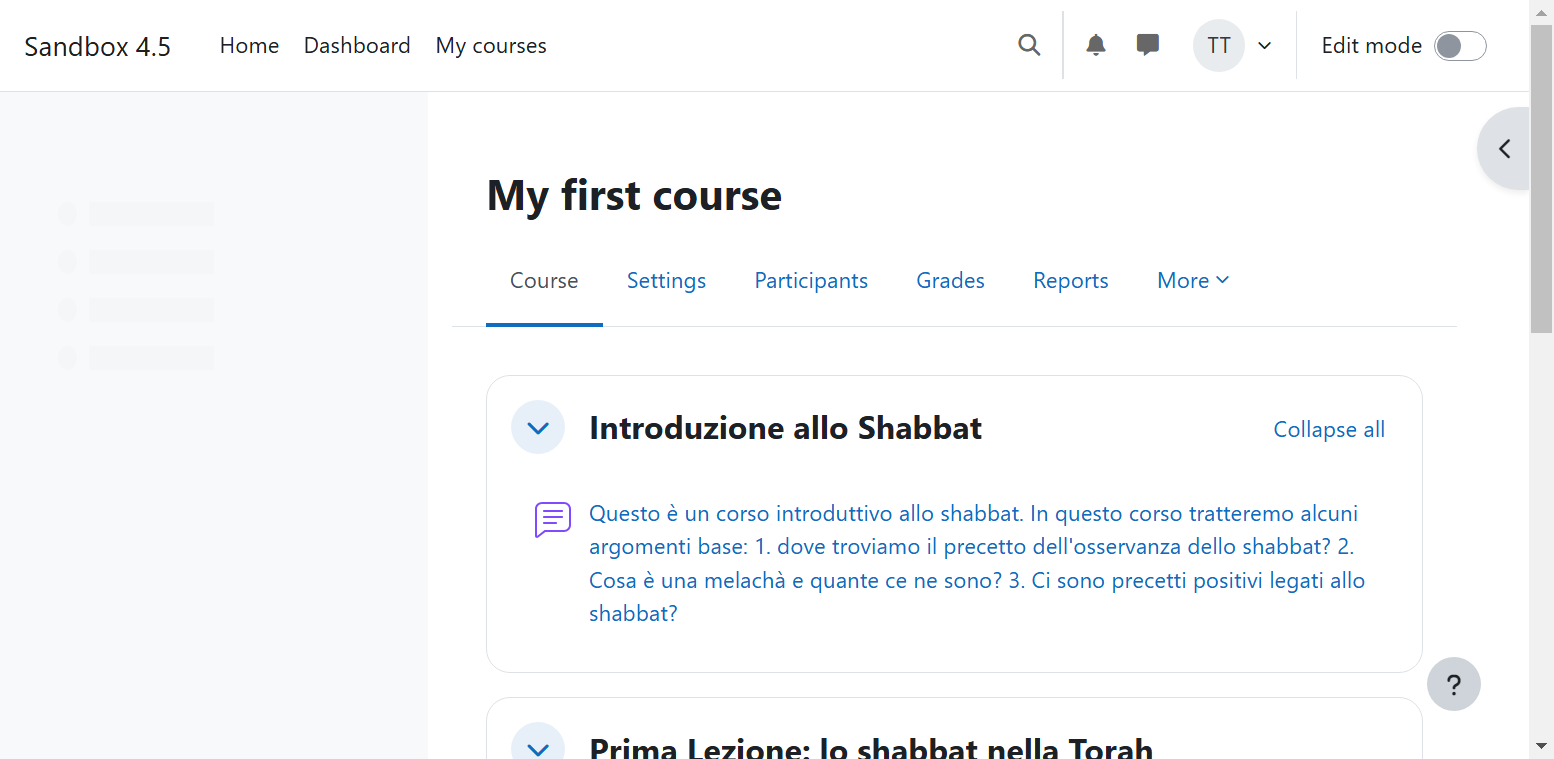 Sandbox 4.5 Home Dashboard My courses TT Edit mode
My first course
Course Settings Participants Grades Reports More
Introduzione allo Shabbat Collapse all
Questo è un corso introduttivo allo shabbat. In questo corso tratteremo alcuni
argomenti base: 1. dove troviamo il precetto dell'osservanza dello shabbat? 2.
Cosa è una melachà e quante ce ne sono? 3. Ci sono precetti positivi legati allo
shabbat?
?
Prima Lezione: lo shabbat nella Torah